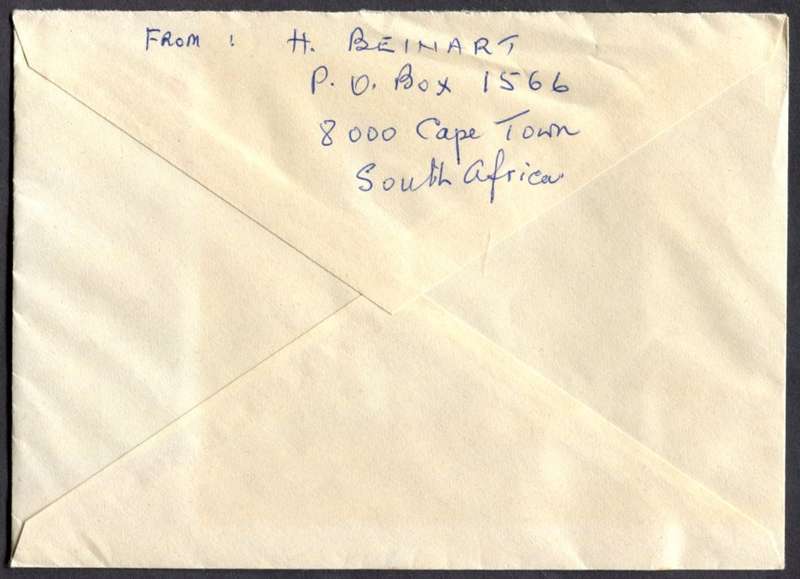 FROM : H. BEINART
P. O. Box 1566
8000 Cape Town
South Africa